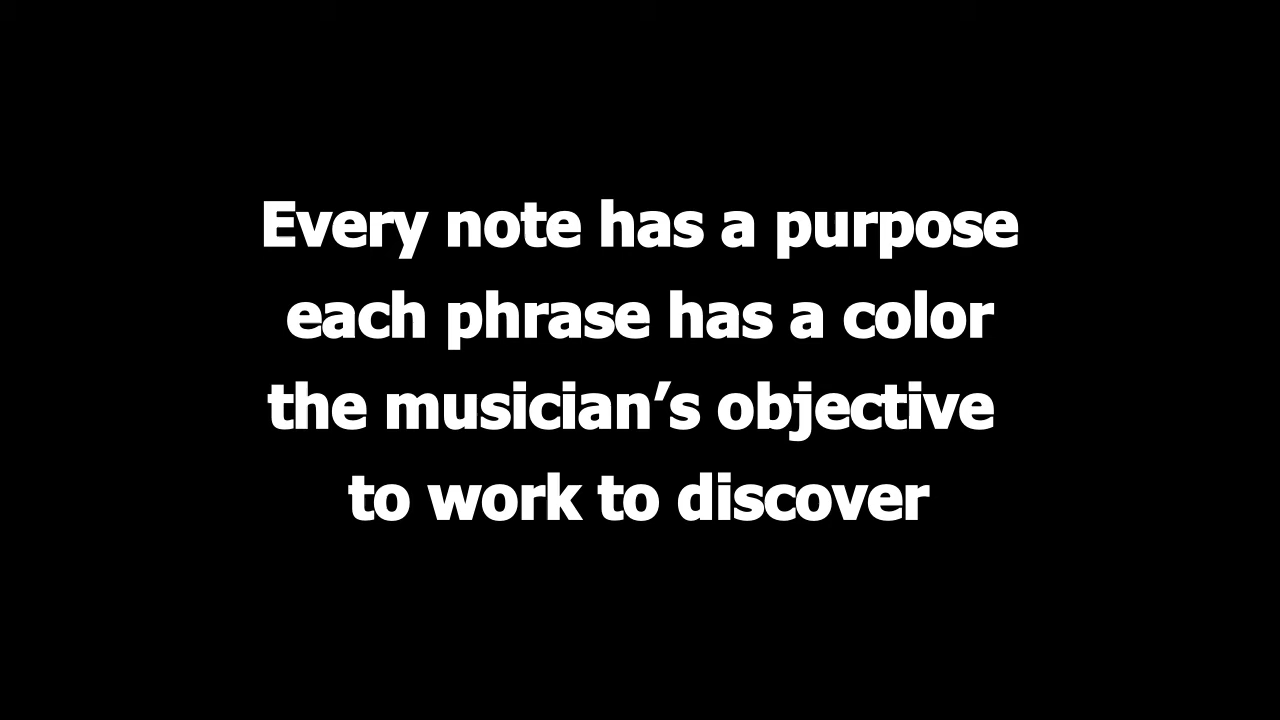 Every note has a purpose
each phrase has a color
the musician’s objective
to work to discover